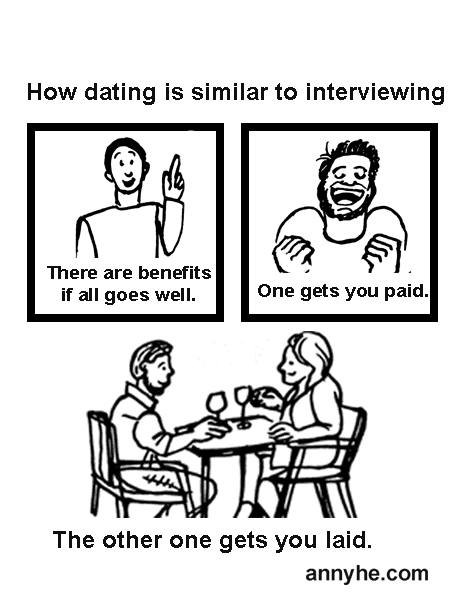 How dating is similar to interviewing
There are benefits
if all goes well.
One gets you paid.
The other one gets you laid.
annyhe.com